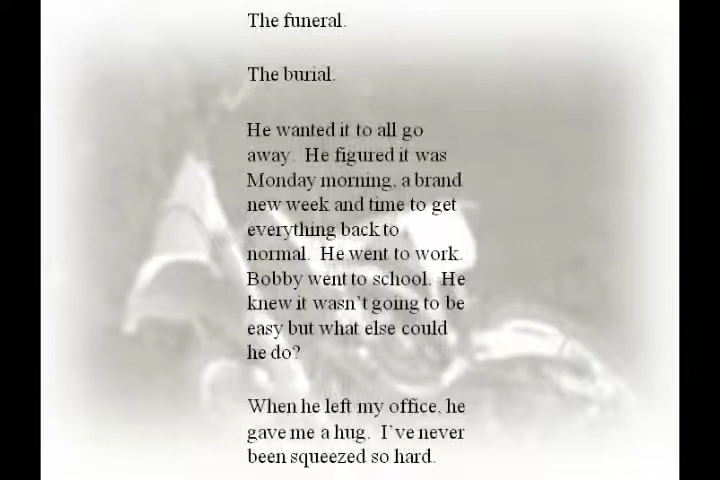 The funeral.
The burial.
He wanted it to all go
away.  He figured it was
Monday morning, a brand
new week and time to get
everything back to
normal.  He went to work.
Bobby went to school.  He
knew it wasn't going to be
easy but what else could
he do?
When he left my office, he
gave me a hug.  I've never
been squeezed so hard.